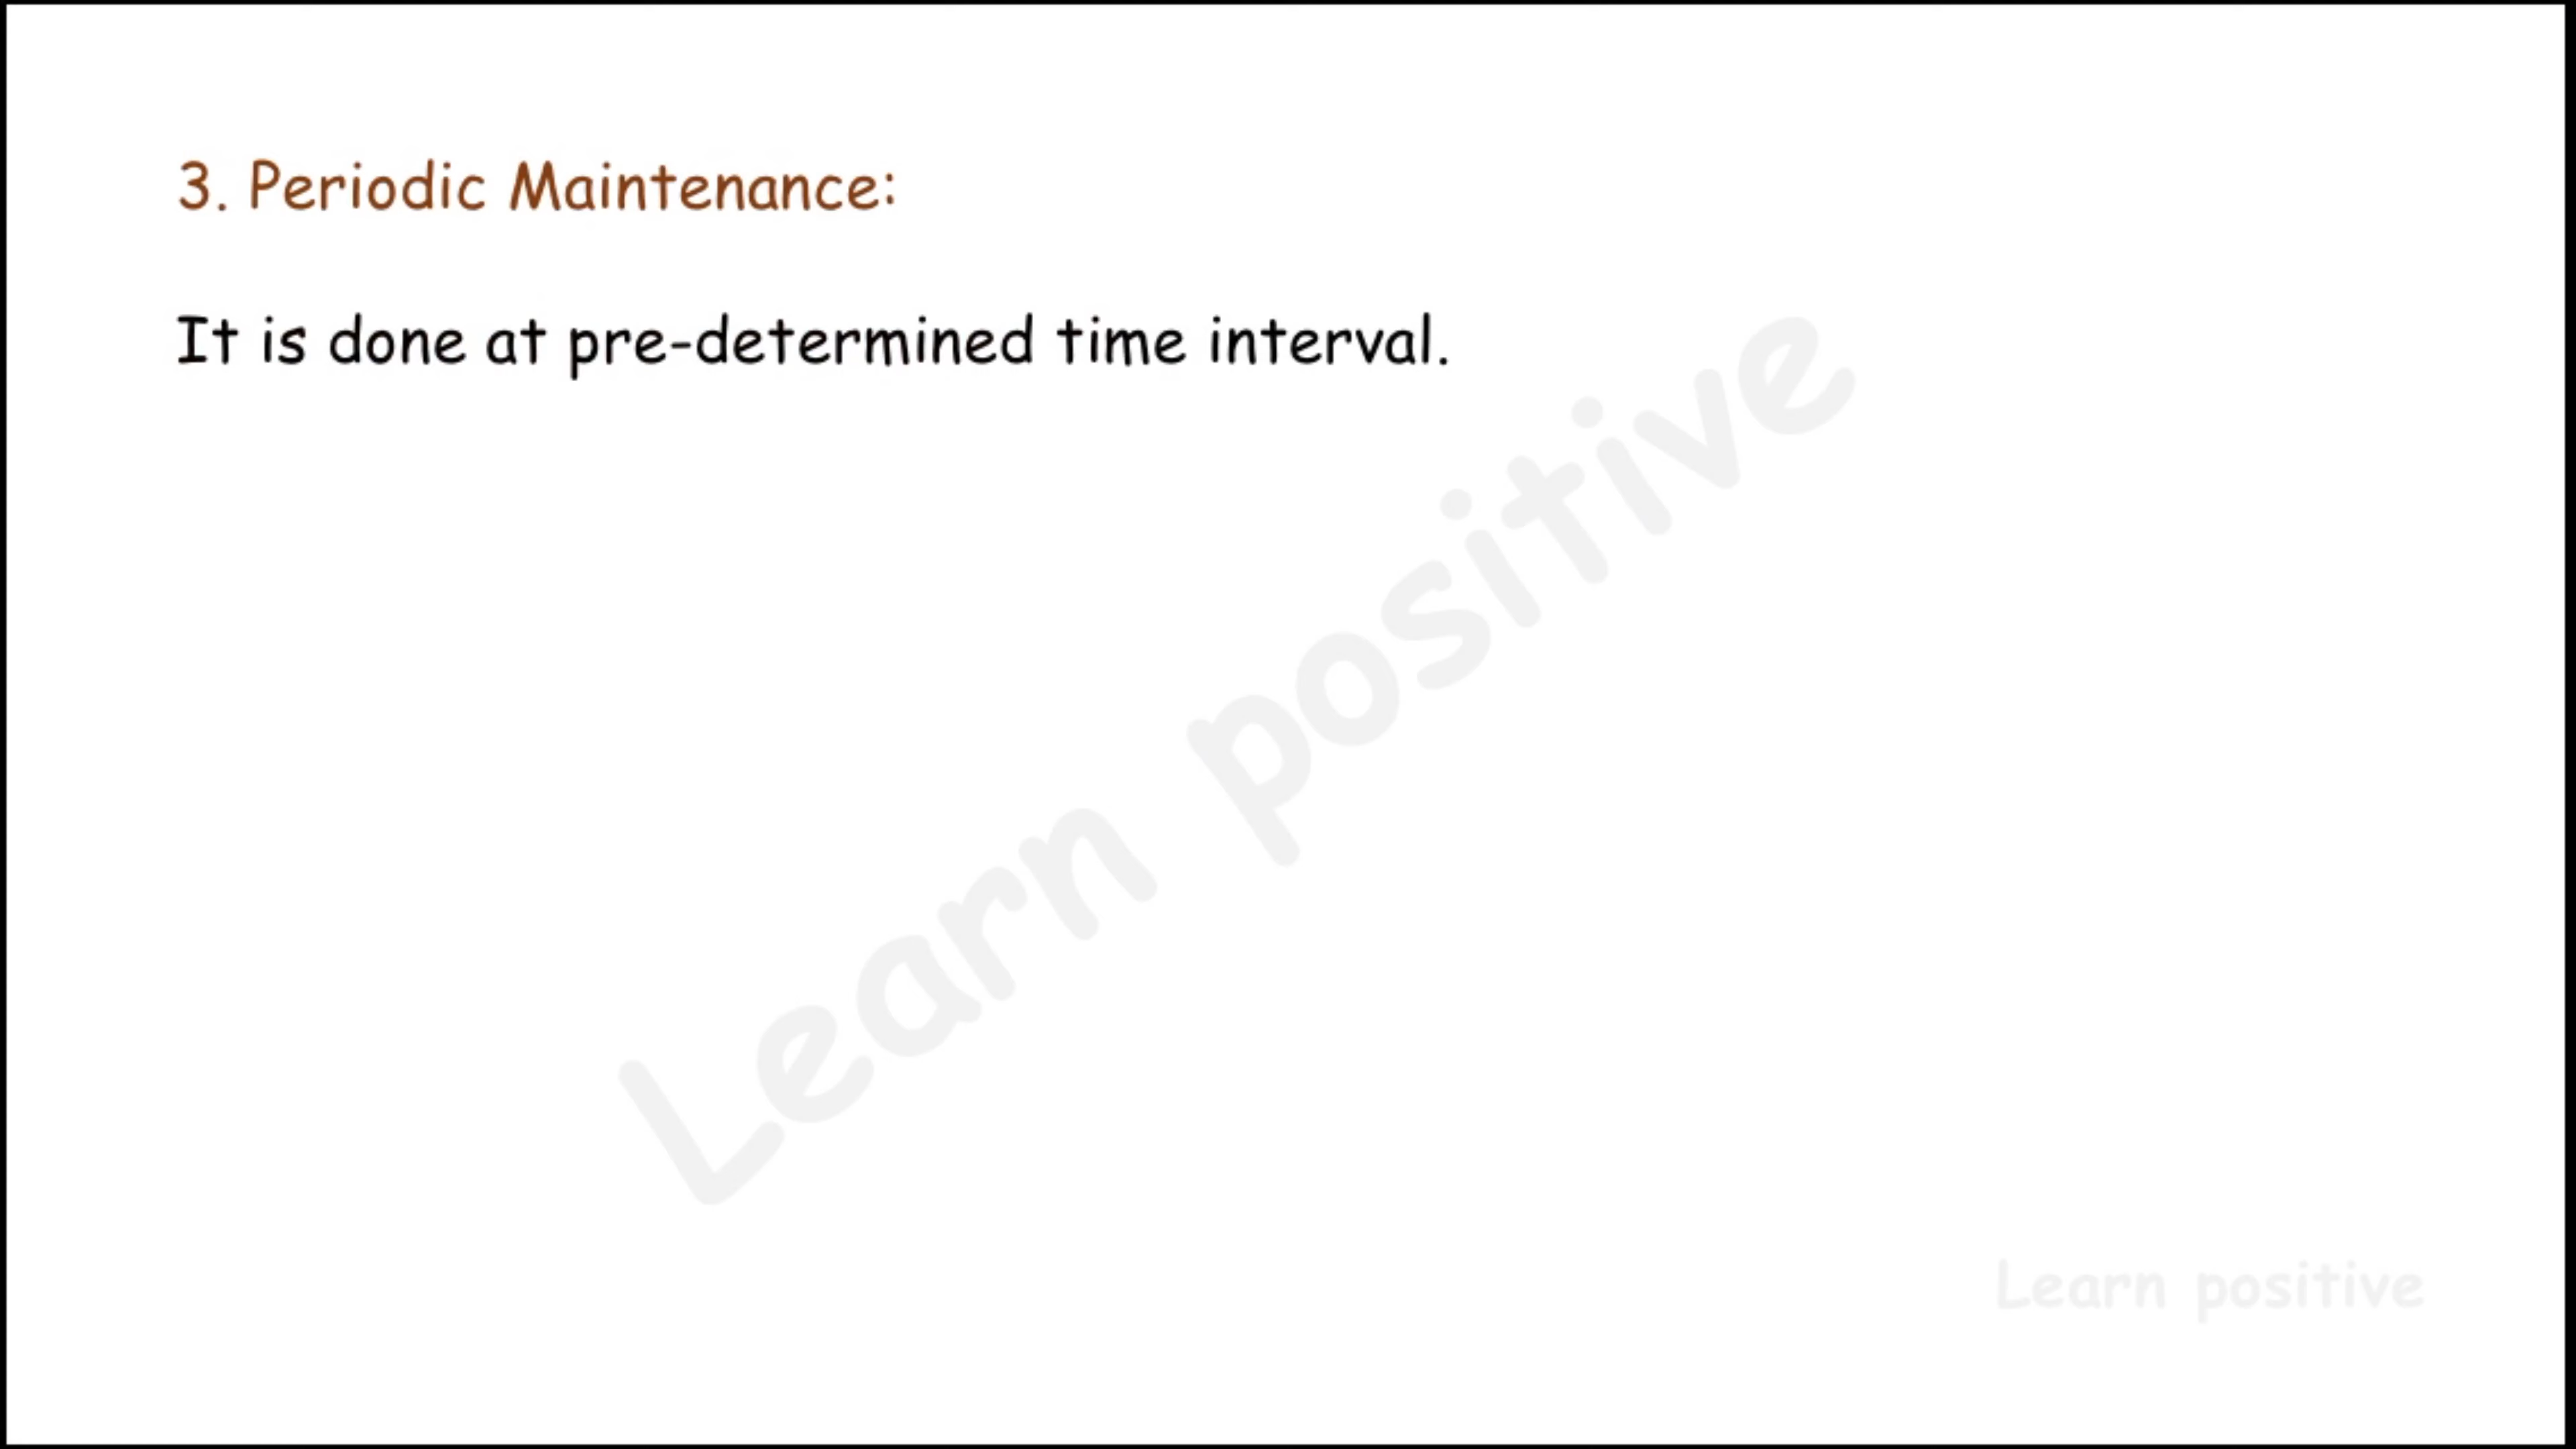 3. Periodic Maintenance:
It is done at pre-determined time interval.
Learn positive
Learn positive